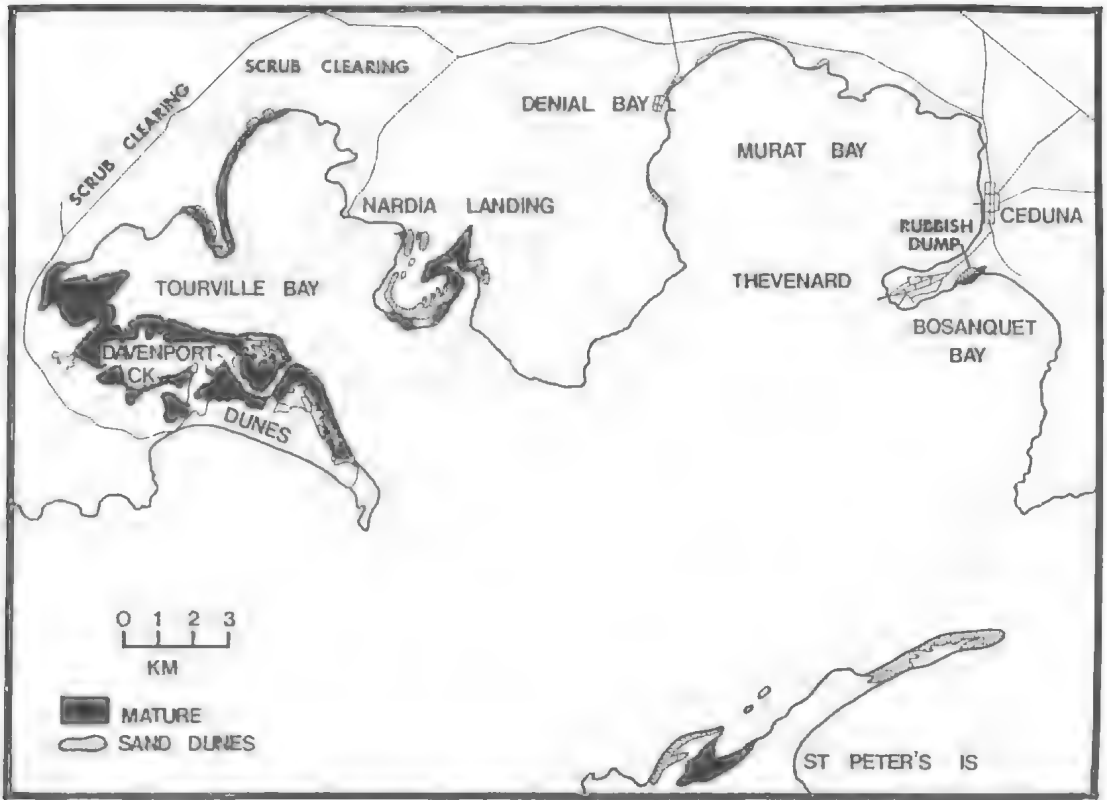 SCRUB CLEARING
SCRUB CLEARING
DENIAL BAY
MURAT BAY
NARDIA LANDING
CEDUNA
RUBBISH
DUMP
TOURVILLE BAY
THEVENARD
BOSANQUET
BAY
DAVENPORT
CK.
DUNES
0 1 2 3
KM
MATURE
SAND DUNES
ST PETER'S IS